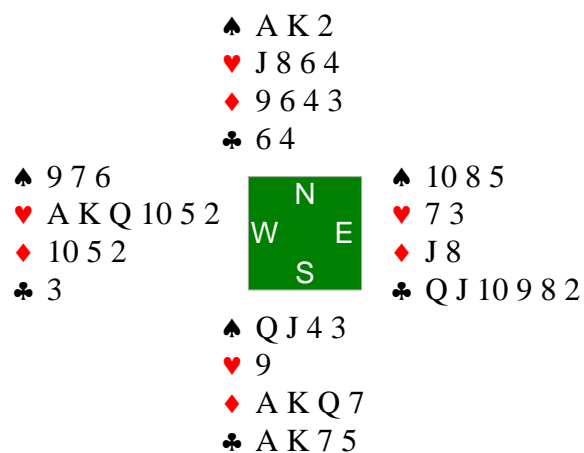 ♠ A K 2
♥ J 8 6 4
♦ 9 6 4 3
♣ 6 4
♠ 9 7 6
♥ A K Q 10 5 2
♦ 10 5 2
♣ 3
N
W E
S
♠ 10 8 5
♥ 7 3
♦ J 8
♣ Q J 10 9 8 2
♠ Q J 4 3
♥ 9
♦ A K Q 7
♣ A K 7 5